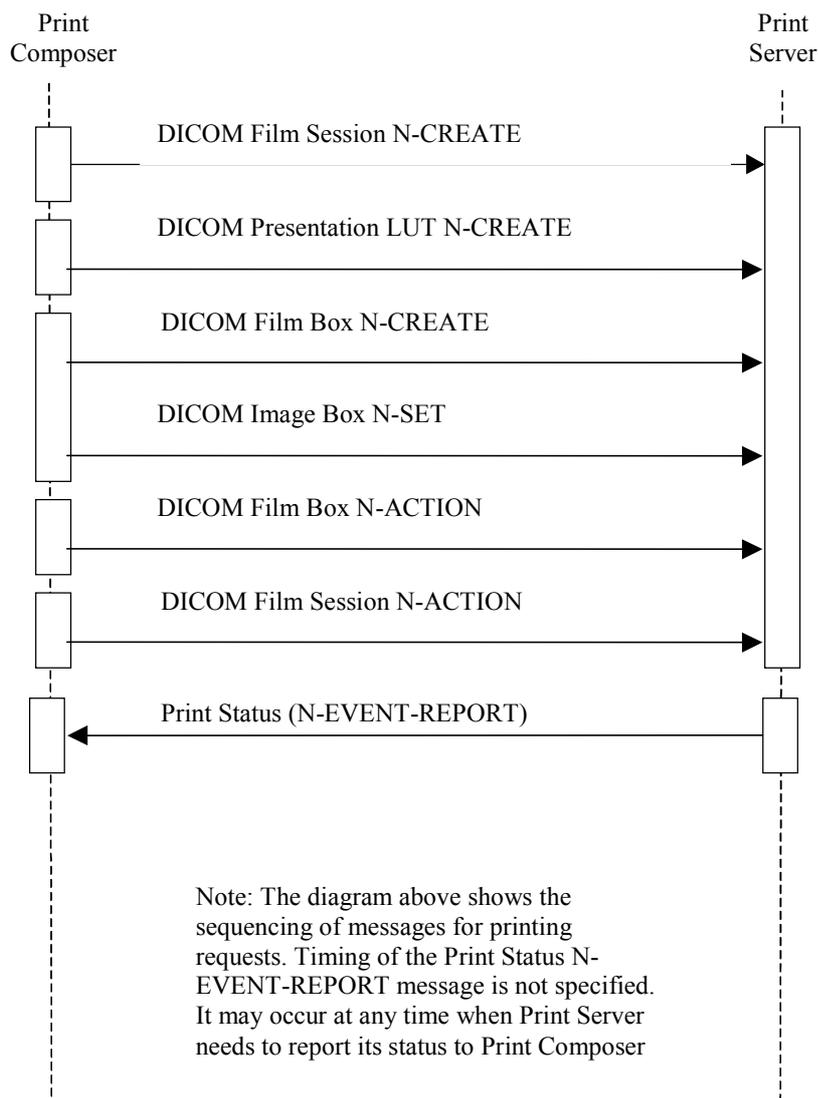 Print
Composer
Print
Server
DICOM Film Session N-CREATE
DICOM Presentation LUT N-CREATE
DICOM Film Box N-CREATE
DICOM Image Box N-SET
DICOM Film Box N-ACTION
DICOM Film Session N-ACTION
Print Status (N-EVENT-REPORT)
Note: The diagram above shows the
sequencing of messages for printing
requests. Timing of the Print Status N-
EVENT-REPORT message is not specified.
It may occur at any time when Print Server
needs to report its status to Print Composer